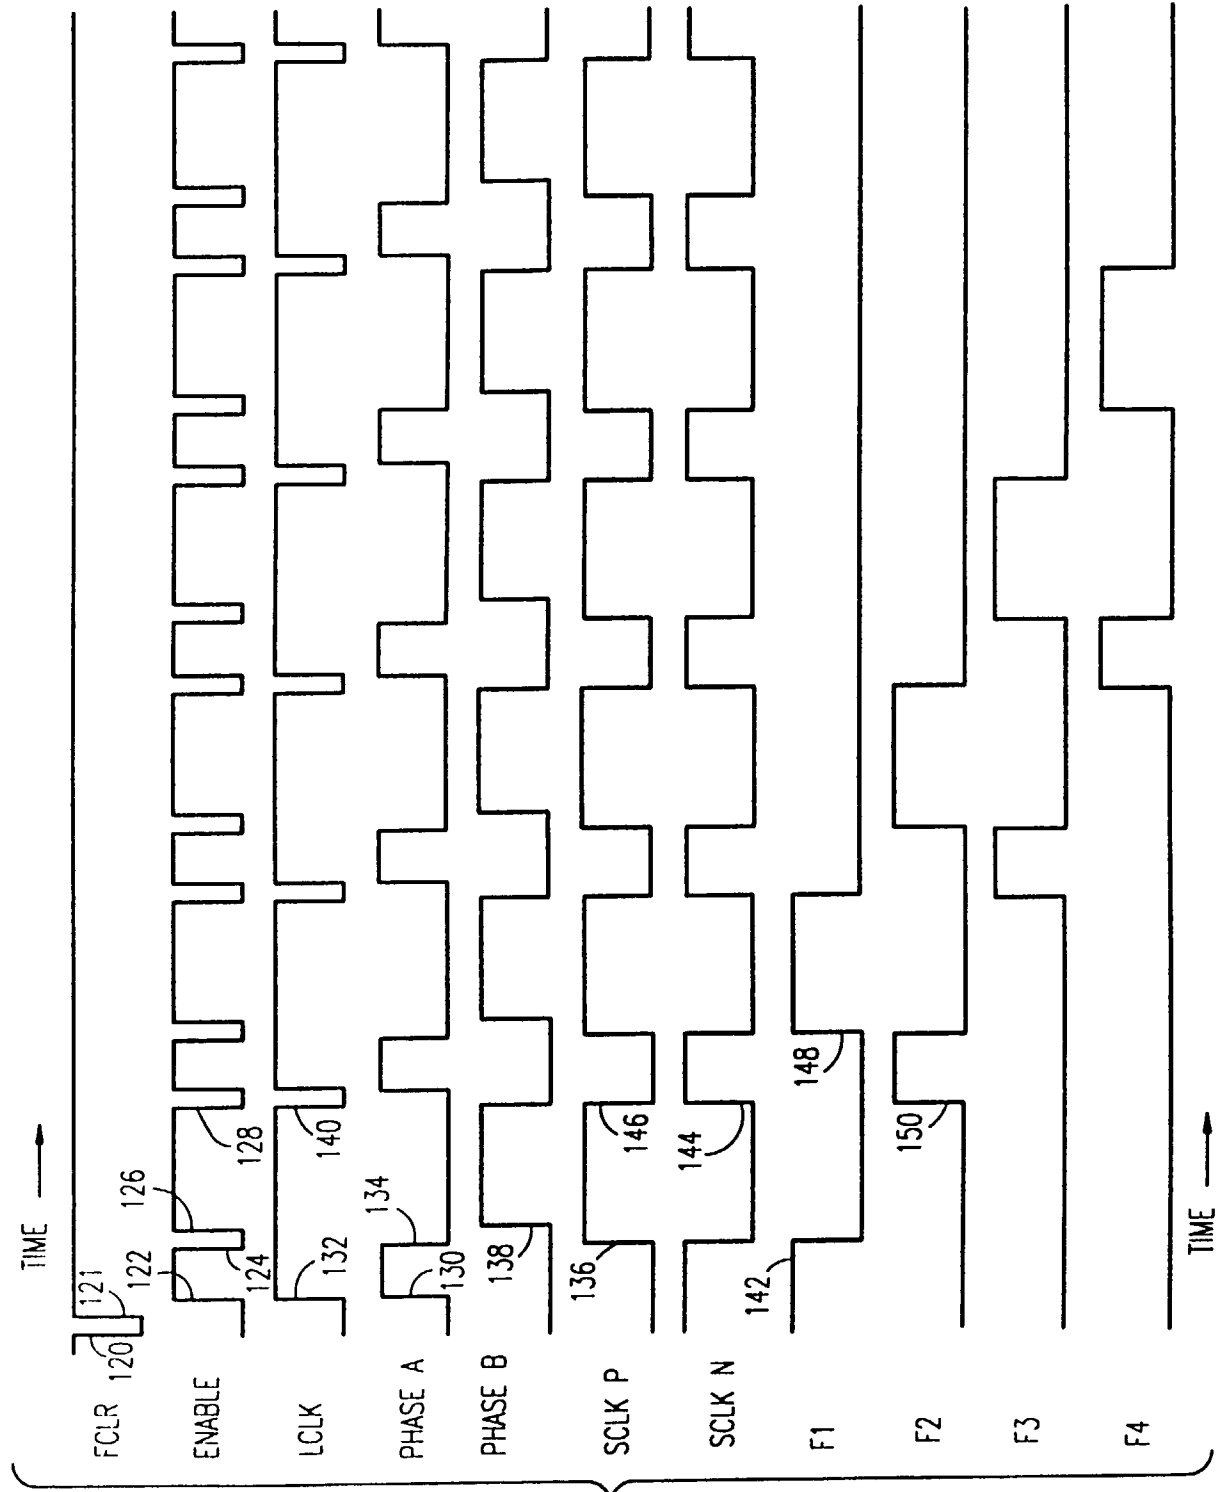 TIME
FCLR
120
121
ENABLE
122
124
126
128
LCLK
132
140
PHASE A
130
134
PHASE B
138
SCLK P
136
146
SCLK N
144
F1
142
148
F2
150
F3
F4
TIME